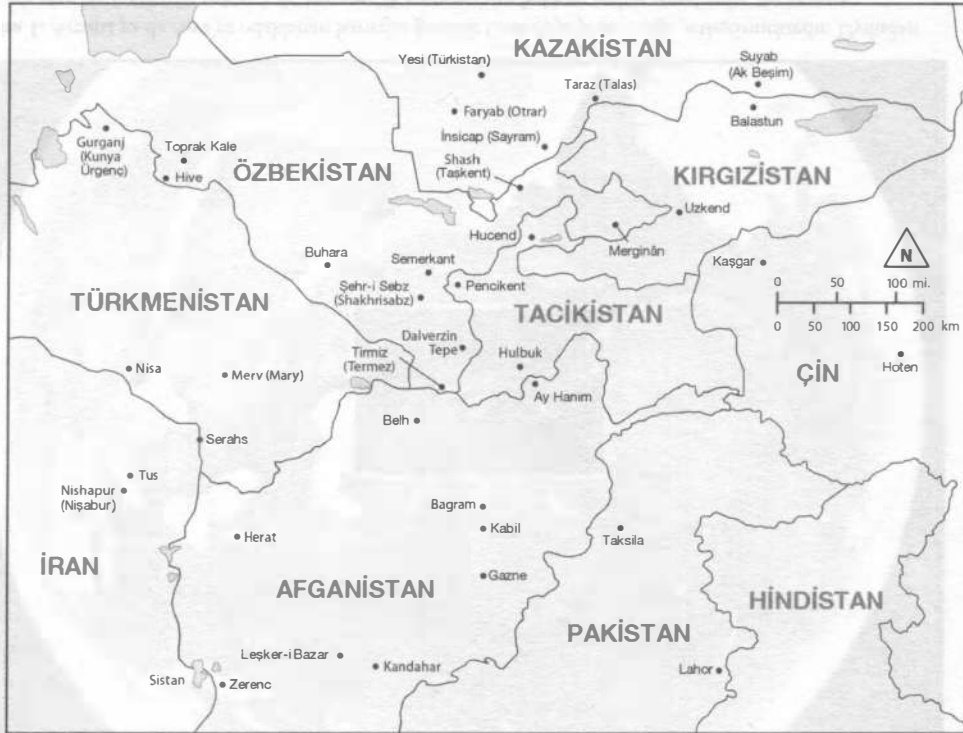 KAZAKİSTAN
Yesi (Türkistan)
Suyab
(Ak Beşim)
Taraz (Talas)
Faryab (Otrar)
Balastun
Gurganj
(Kunya
Ürgenç)
Toprak Kale
İnsicap (Sayram)
Hive
ÖZBEKİSTAN
Shash
(Taşkent)
KIRGIZİSTAN
Uzkend
Hucend
Merginân
Buhara
Semerkant
Kaşgar
N
Şehr-i Sebz
(Shakhrisabz)
Pencikent
0 50 100 mi.
0 50 100 150 200 km
TÜRKMENİSTAN
TACİKİSTAN
Dalverzin
Tepe
Tirmiz
(Termez)
Hulbuk
Hoten
ÇİN
Nisa
Merv (Mary)
Ay Hanım
Belh
Serahs
Tus
Nishapur
(Nişabur)
Bagram
Kabil
Taksila
Herat
İRAN
Gazne
AFGANİSTAN
HİNDİSTAN
PAKİSTAN
Leşker-i Bazar
Kandahar
Lahor
Sistan
Zerenc